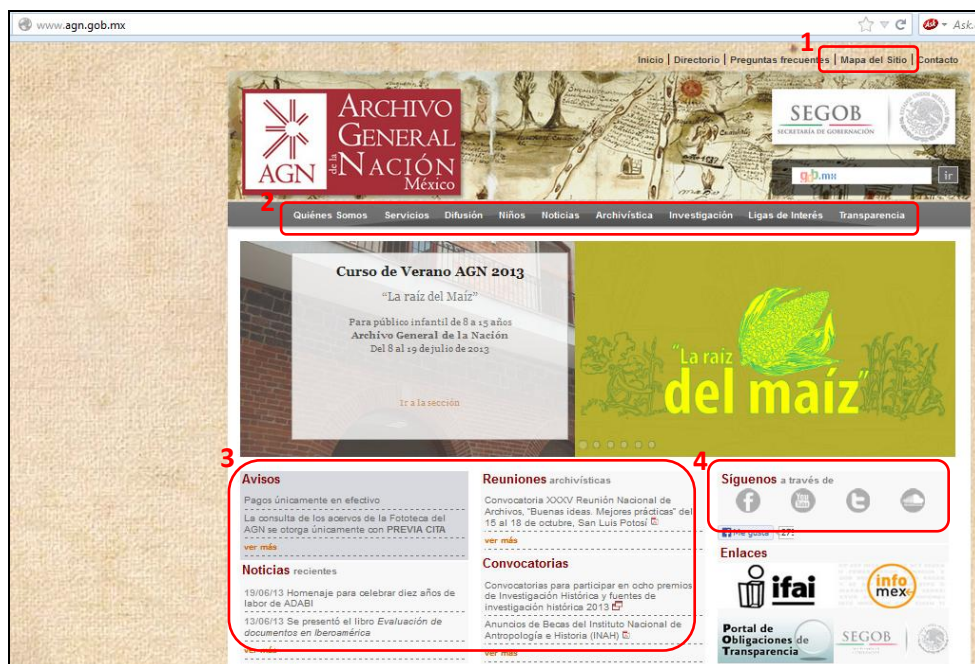 www.agn.gob.mx
Ask.
1
Inicio | Directorio | Preguntas frecuentes | Mapa del Sitio | Contacto
ARCHIVO
GENERAL
de la NACIÓN
México
AGN
SEGOB
SECRETARÍA DE GOBERNACIÓN
gob.mx
ir
2
Quiénes Somos Servicios Difusión Niños Noticias Archivística Investigación Ligas de Interés Transparencia
Curso de Verano AGN 2013
“La raíz del Maíz”
Para público infantil de 8 a 15 años
Archivo General de la Nación
Del 8 al 19 de julio de 2013
Ir a la sección
"La raíz
del maíz"
3
Avisos
Pagos únicamente en efectivo
La consulta de los acervos de la Fototeca del
AGN se otorga únicamente con PREVIA CITA
ver más
Noticias recientes
19/06/13 Homenaje para celebrar diez años de
labor de ADABI
13/06/13 Se presentó el libro Evaluación de
documentos en Iberoamérica
ver más
Reuniones archivísticas
Convocatoria XXXV Reunión Nacional de
Archivos, "Buenas ideas. Mejores prácticas" del
15 al 18 de octubre, San Luis Potosí
ver más
Convocatorias
Convocatorias para participar en ocho premios
de Investigación Histórica y fuentes de
investigación histórica 2013
Anuncios de Becas del Instituto Nacional de
Antropología e Historia (INAH)
ver más
4
Síguenos a través de
You
Me gusta
Enlaces
ifai
info
mex
Portal de
Obligaciones de
Transparencia
SEGOB